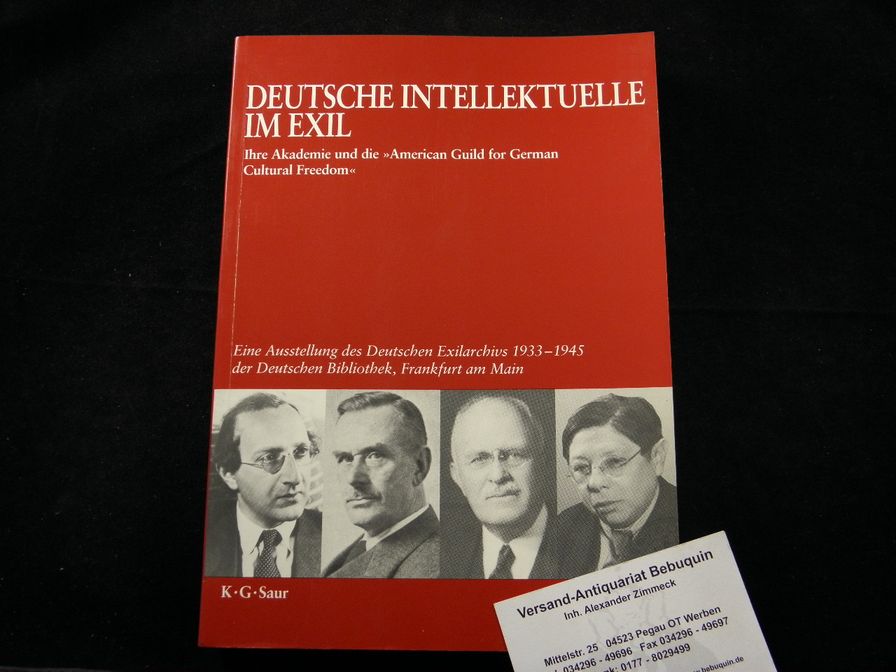 DEUTSCHE INTELLEKTUELLE
IM EXIL
Ihre Akademie und die »American Guild for German
Cultural Freedom«
Eine Ausstellung des Deutschen Exilarchivs 1933–1945
der Deutschen Bibliothek, Frankfurt am Main
K·G·Saur
Versand-Antiquariat Bebuquin
Inh. Alexander Zimmeck
Mittelstr. 25 04523 Pegau OT Werben
034296 - 49696 Fax 034296 - 49697
0177 - 8029499
bebuquin.de